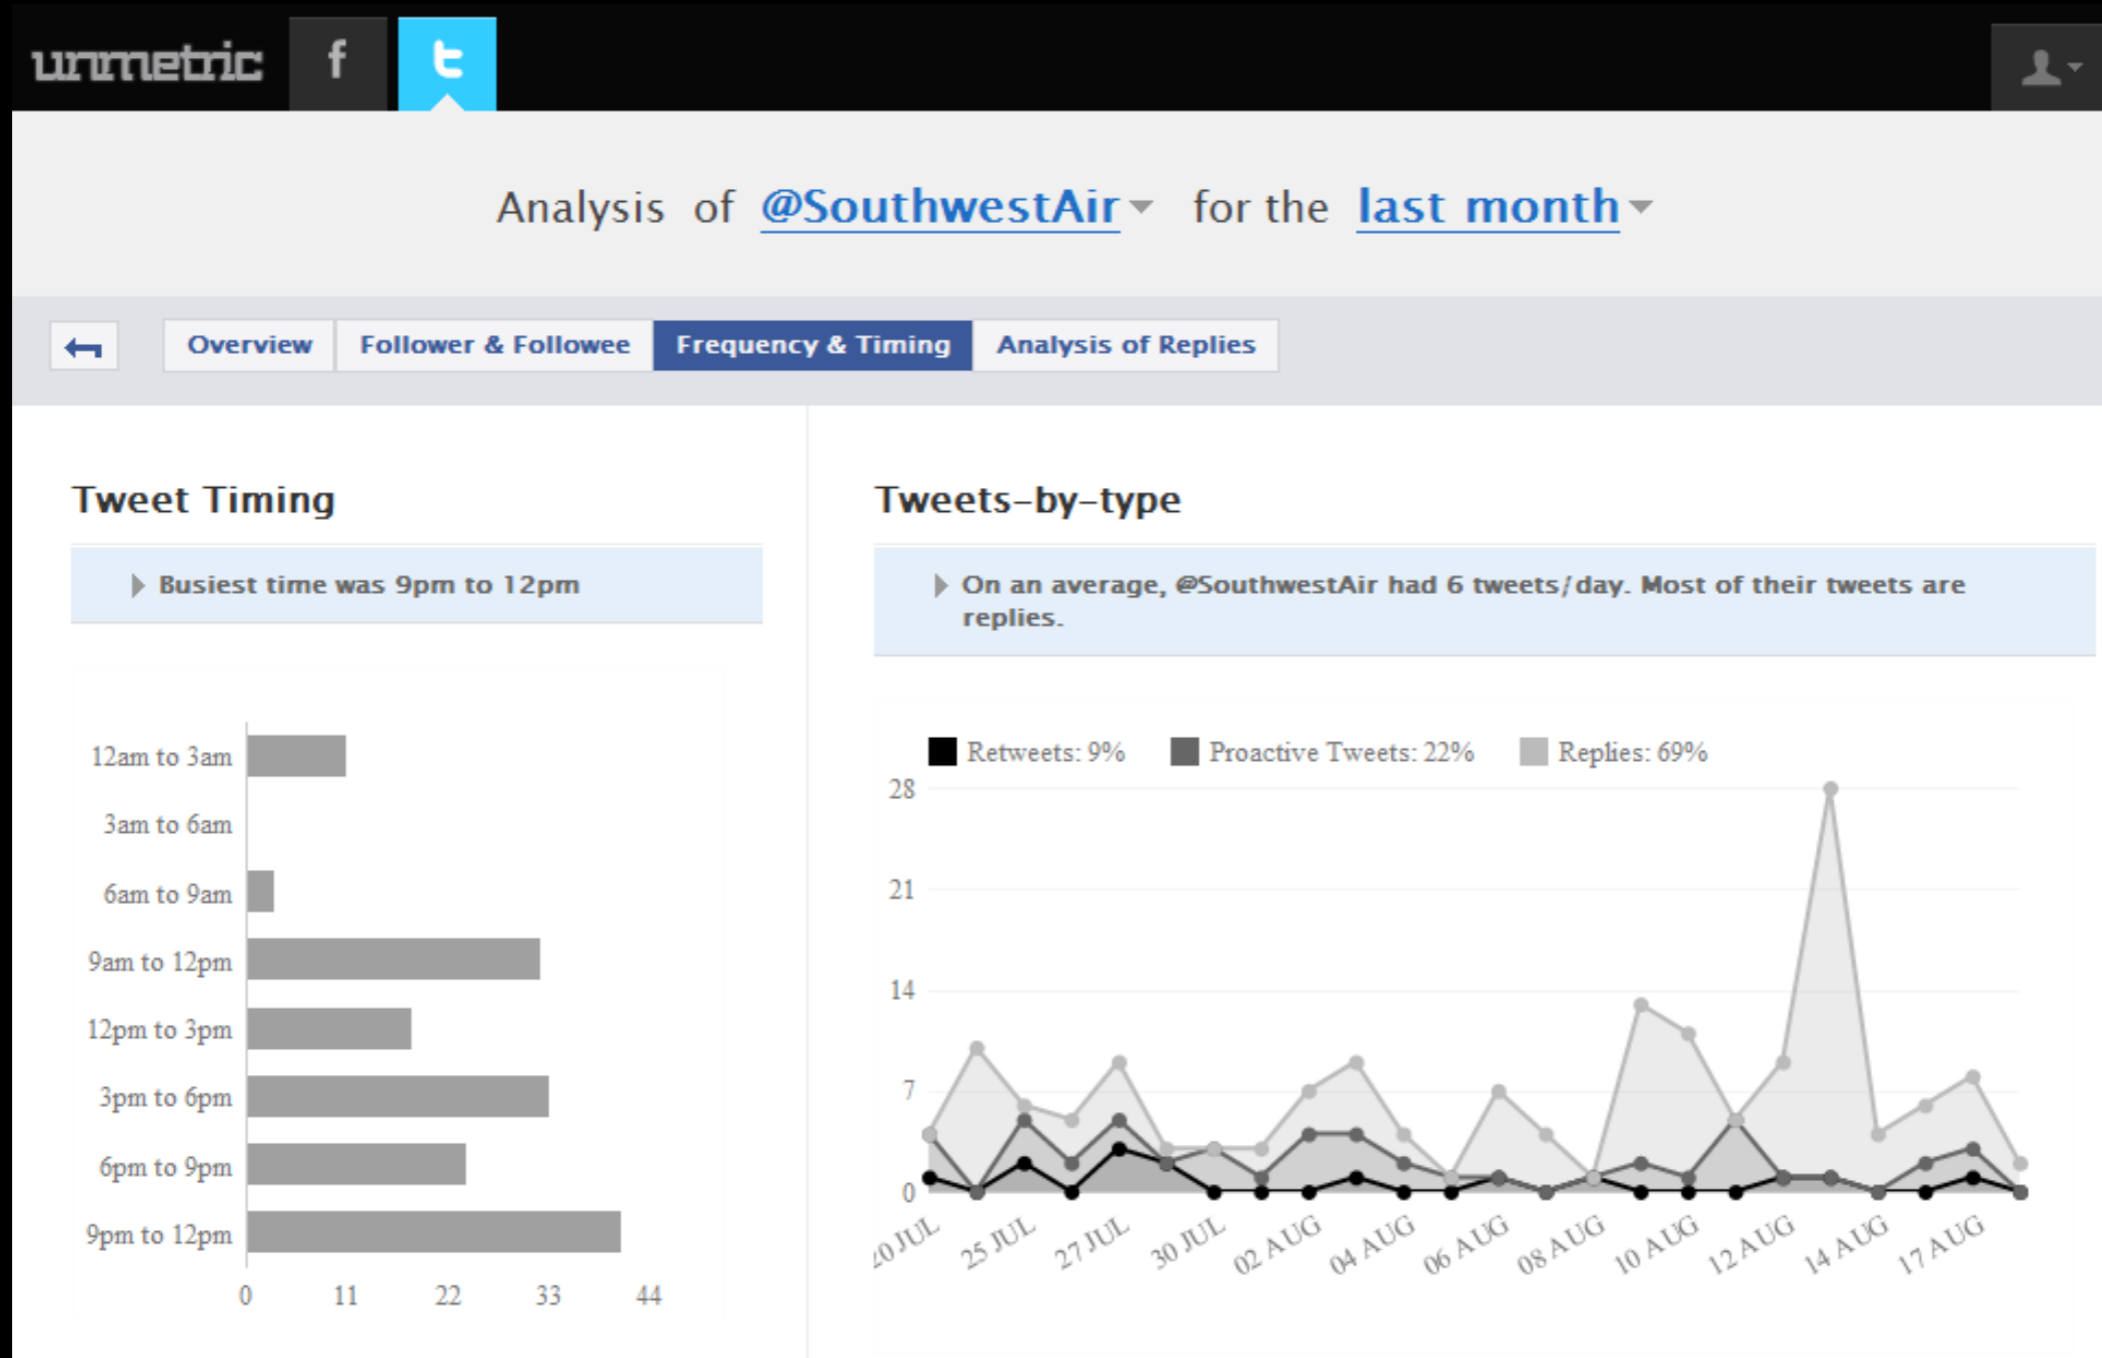 unmetric f t
Analysis of @SouthwestAir for the last month
Overview Follower & Followee Frequency & Timing Analysis of Replies
Tweet Timing
Busiest time was 9pm to 12pm
12am to 3am
3am to 6am
6am to 9am
9am to 12pm
12pm to 3pm
3pm to 6pm
6pm to 9pm
9pm to 12pm
0 11 22 33 44
Tweets-by-type
On an average, @SouthwestAir had 6 tweets/day. Most of their tweets are
replies.
Retweets: 9% Proactive Tweets: 22% Replies: 69%
28
21
14
7
0
20 JUL 25 JUL 27 JUL 30 JUL 02 AUG 04 AUG 06 AUG 08 AUG 10 AUG 12 AUG 14 AUG 17 AUG